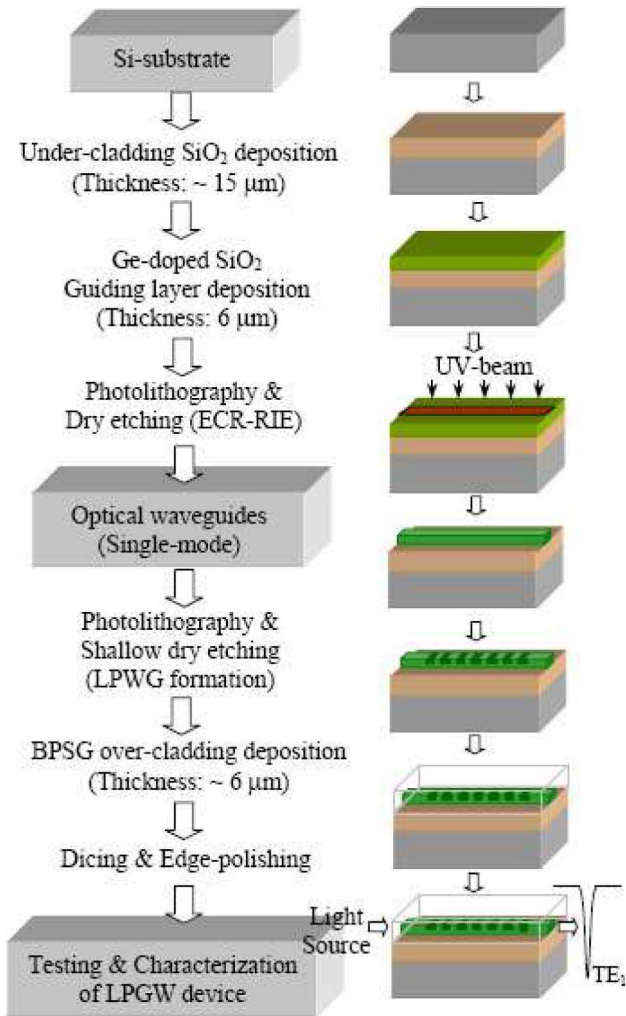 Si-substrate
Under-cladding SiO₂ deposition
(Thickness: ~ 15 μm)
Ge-doped SiO₂
Guiding layer deposition
(Thickness: 6 μm)
Photolithography &
Dry etching (ECR-RIE)
Optical waveguides
(Single-mode)
Photolithography &
Shallow dry etching
(LPWG formation)
BPSG over-cladding deposition
(Thickness: ~ 6 μm)
Dicing & Edge-polishing
Testing & Characterization
of LPGW device
UV-beam
Light
Source
TE₁